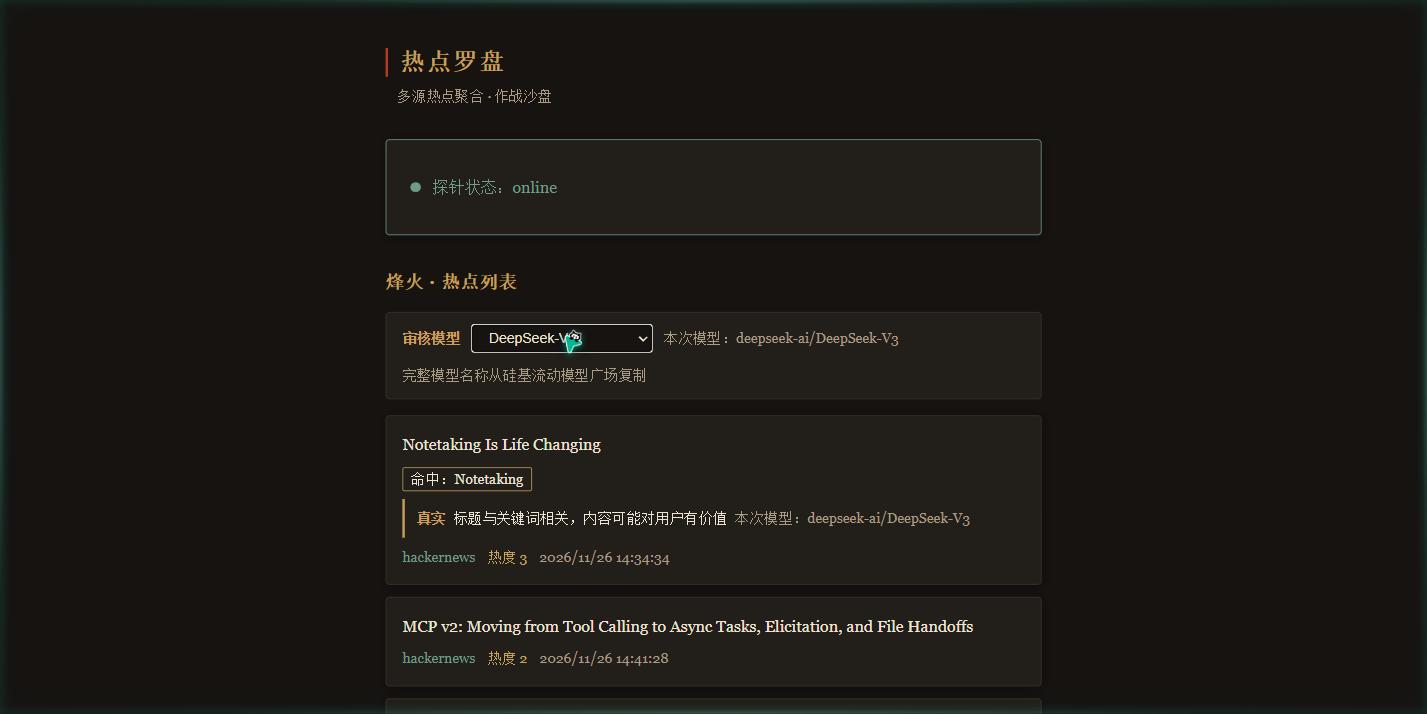 热点罗盘
多源热点聚合 · 作战沙盘
探针状态：online
烽火 · 热点列表
审核模型 DeepSeek-V3 本次模型：deepseek-ai/DeepSeek-V3
完整模型名称从硅基流动模型广场复制
Notetaking Is Life Changing
命中：Notetaking
真实 标题与关键词相关，内容可能对用户有价值 本次模型：deepseek-ai/DeepSeek-V3
hackernews 热度 3 2026/11/26 14:34:34
MCP v2: Moving from Tool Calling to Async Tasks, Elicitation, and File Handoffs
hackernews 热度 2 2026/11/26 14:41:28